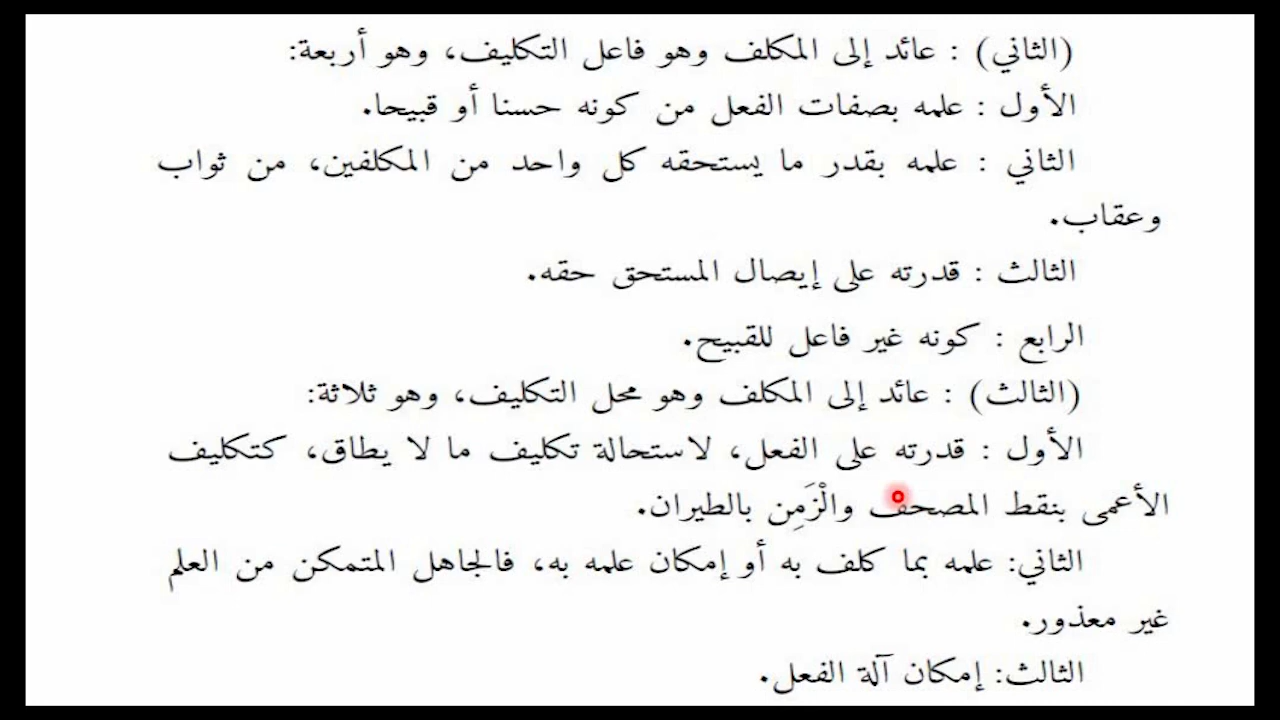 (الثاني) : عائد إلى المكلف وهو فاعل التكليف، وهو أربعة:
الأول : علمه بصفات الفعل من كونه حسنا أو قبيحا.
الثاني : علمه بقدر ما يستحقه كل واحد من المكلفين، من ثواب
وعقاب.
الثالث : قدرته على إيصال المستحق حقه.
الرابع : كونه غير فاعل للقبيح.
(الثالث) : عائد إلى المكلف وهو محل التكليف، وهو ثلاثة:
الأول : قدرته على الفعل، لاستحالة تكليف ما لا يطاق، كتكليف
الأعمى بنقط المصحف والْزَمِن بالطيران.
الثاني: علمه بما كلف به أو إمكان علمه به، فالجاهل المتمكن من العلم
غير معذور.
الثالث: إمكان آلة الفعل.